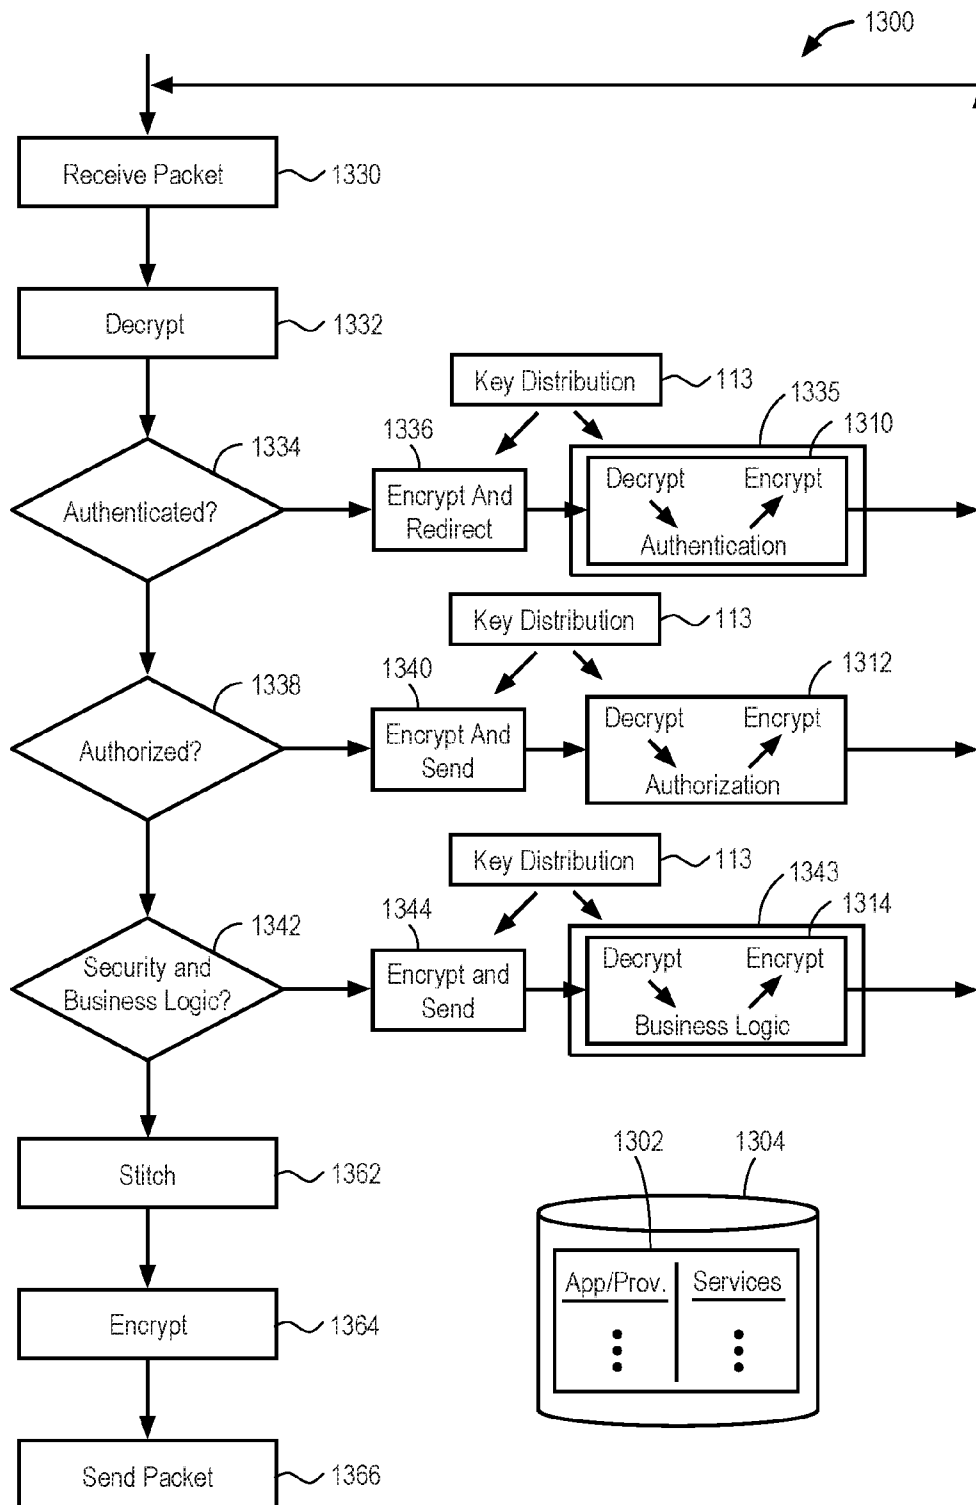 1300
Receive Packet
1330
Decrypt
1332
Key Distribution
113
1335
1334
1336
1310
Authenticated?
Encrypt And
Redirect
Decrypt
Encrypt
Authentication
Key Distribution
113
1338
1340
1312
Authorized?
Encrypt And
Send
Decrypt
Encrypt
Authorization
Key Distribution
113
1343
1342
1344
1314
Security and
Business Logic?
Encrypt and
Send
Decrypt
Encrypt
Business Logic
Stitch
1362
1302
1304
App/Prov.
Services
Encrypt
1364
Send Packet
1366